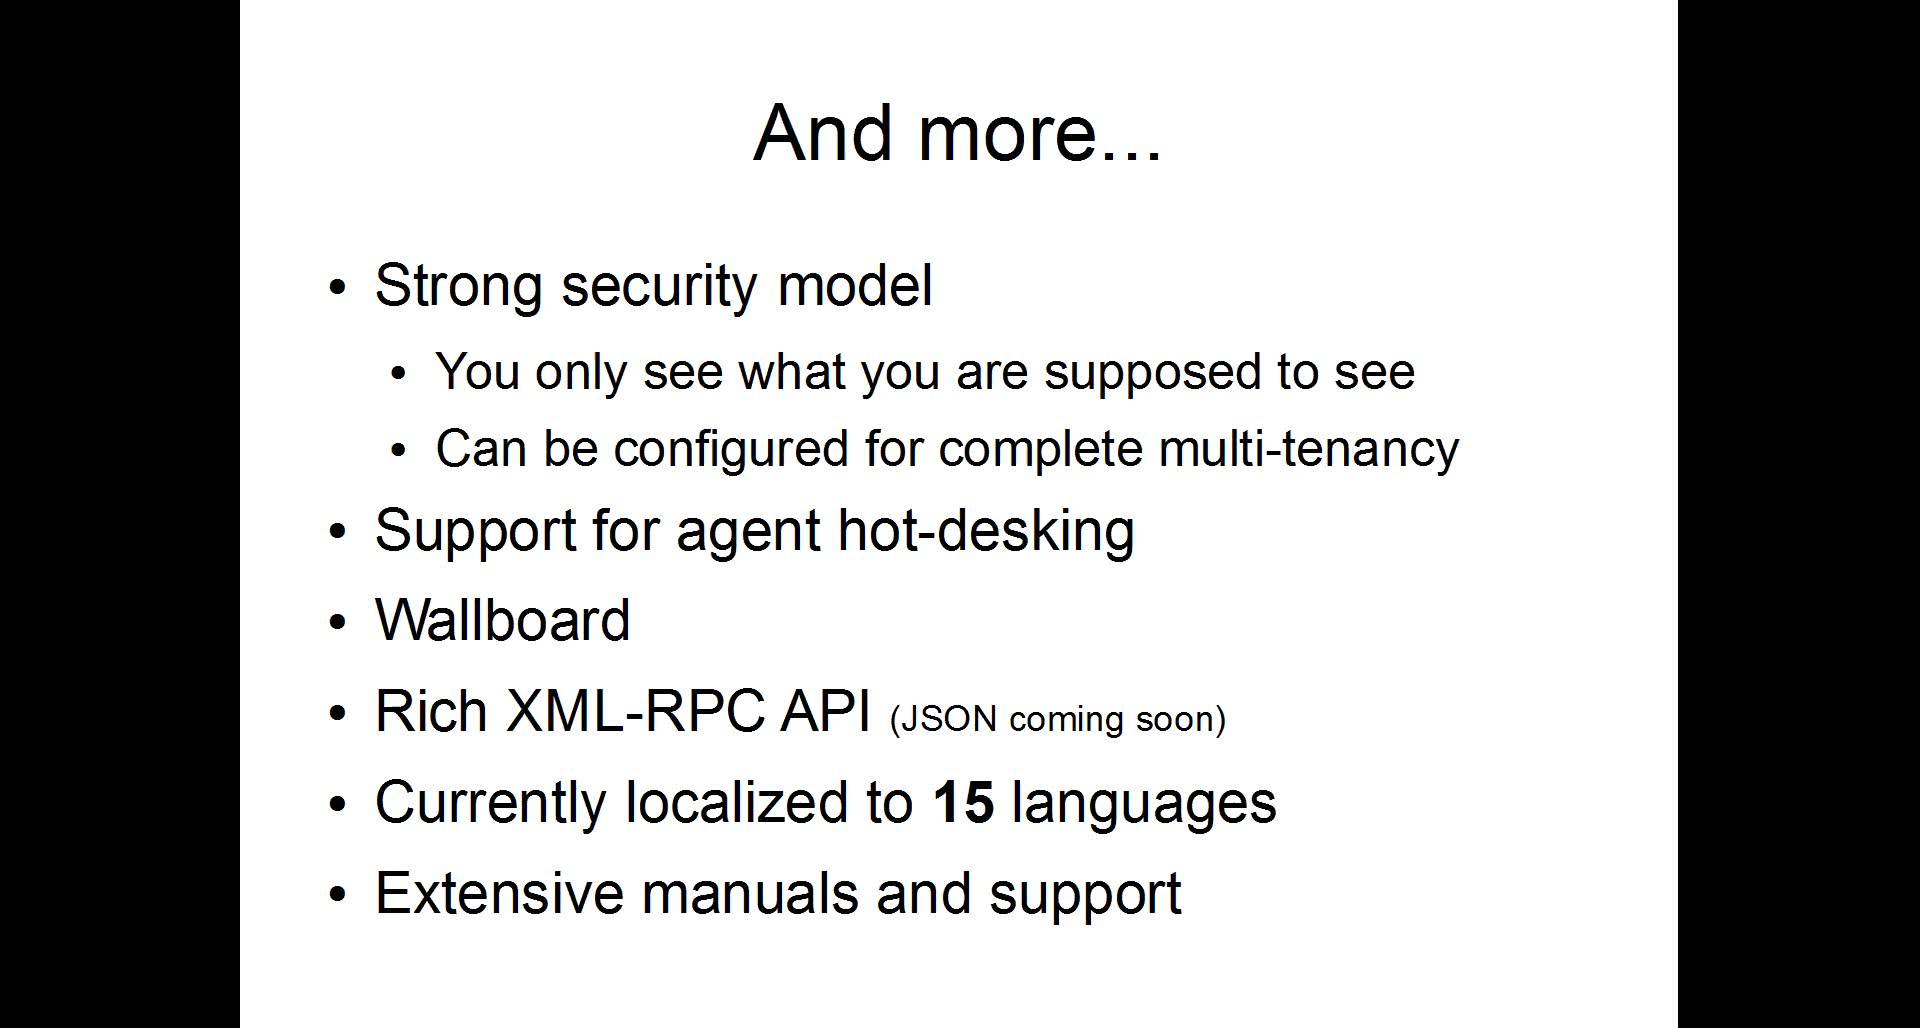 And more...
• Strong security model
• You only see what you are supposed to see
• Can be configured for complete multi-tenancy
• Support for agent hot-desking
• Wallboard
• Rich XML-RPC API (JSON coming soon)
• Currently localized to 15 languages
• Extensive manuals and support